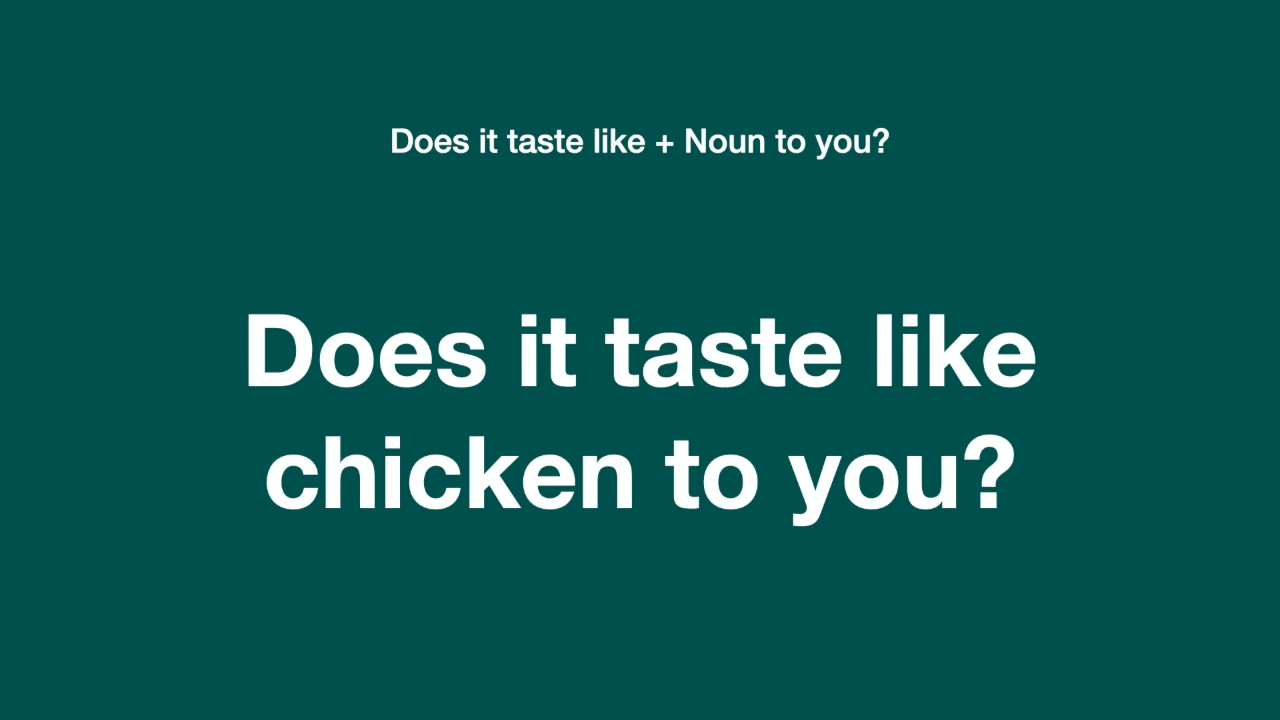 Does it taste like + Noun to you?
Does it taste like
chicken to you?